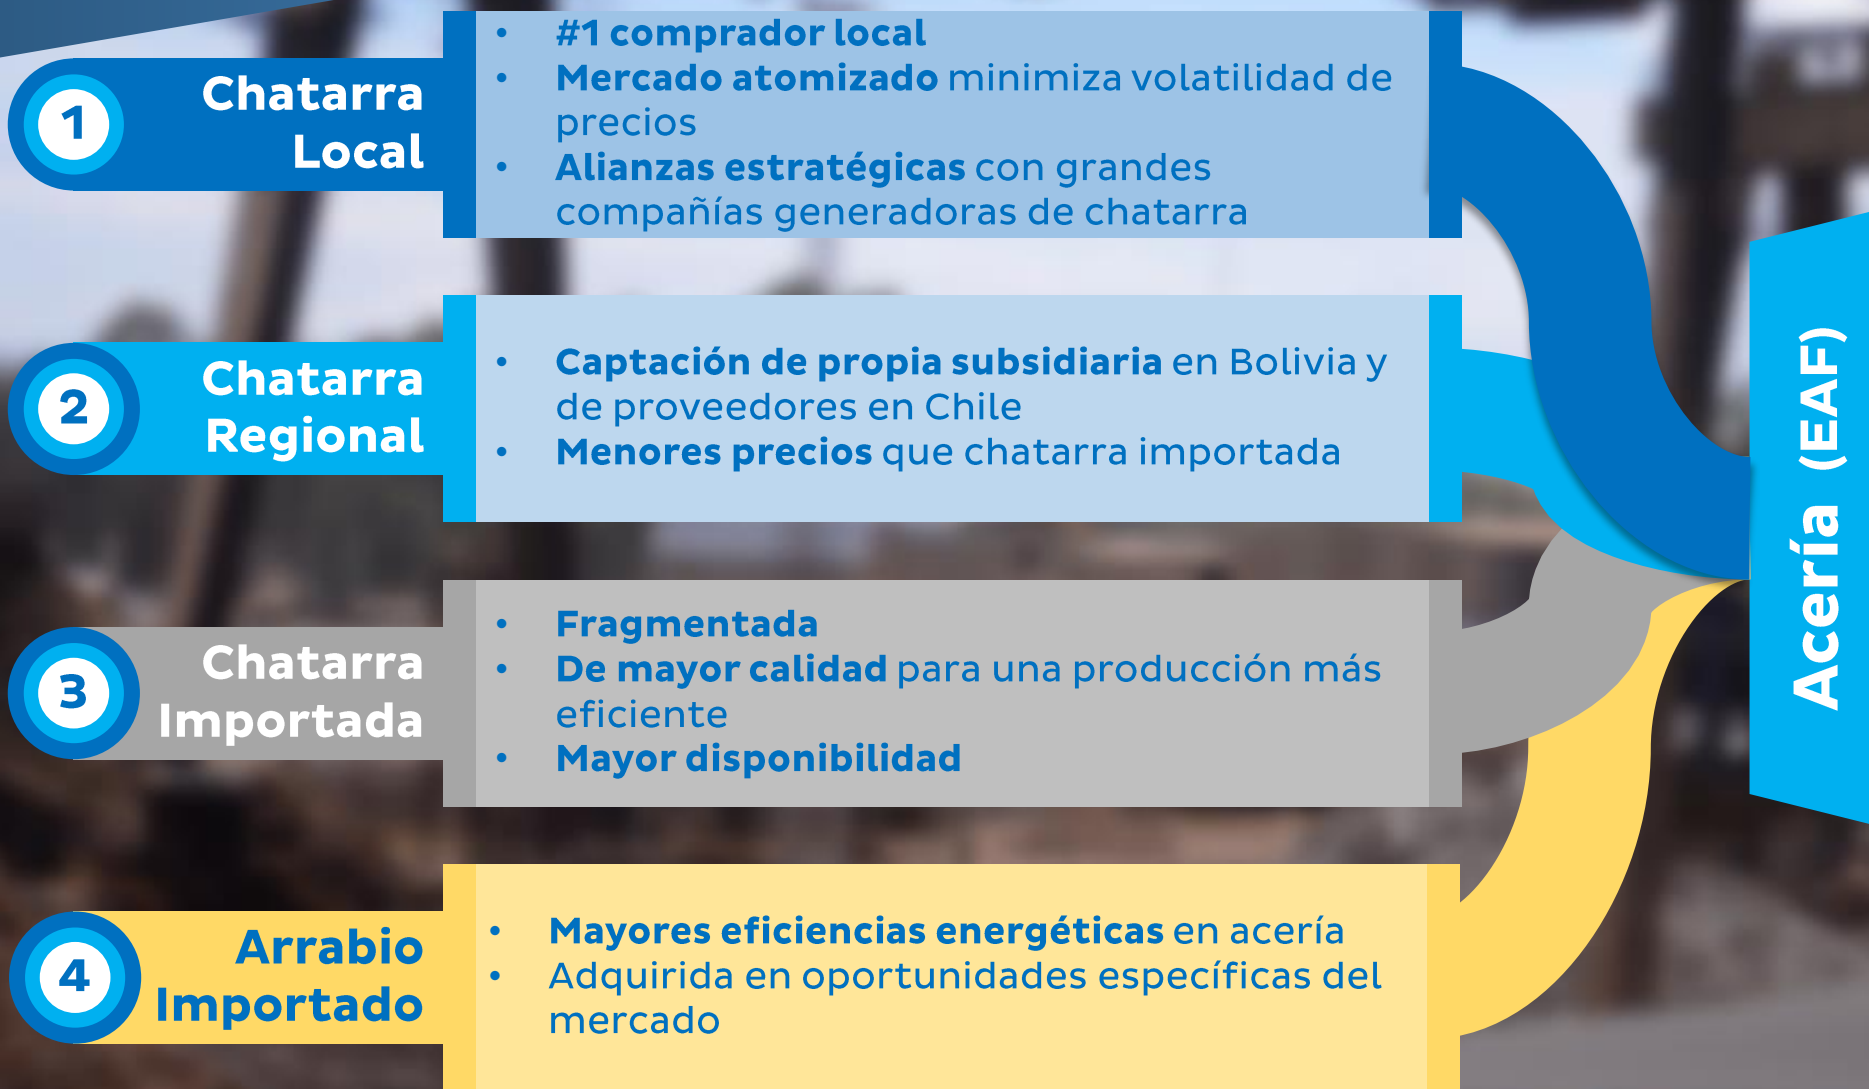 1
Chatarra
Local
• #1 comprador local
• Mercado atomizado minimiza volatilidad de
precios
• Alianzas estratégicas con grandes
compañías generadoras de chatarra
2
Chatarra
Regional
• Captación de propia subsidiaria en Bolivia y
de proveedores en Chile
• Menores precios que chatarra importada
3
Chatarra
Importada
• Fragmentada
• De mayor calidad para una producción más
eficiente
• Mayor disponibilidad
4
Arrabio
Importado
• Mayores eficiencias energéticas en acería
• Adquirida en oportunidades específicas del
mercado
Acería (EAF)